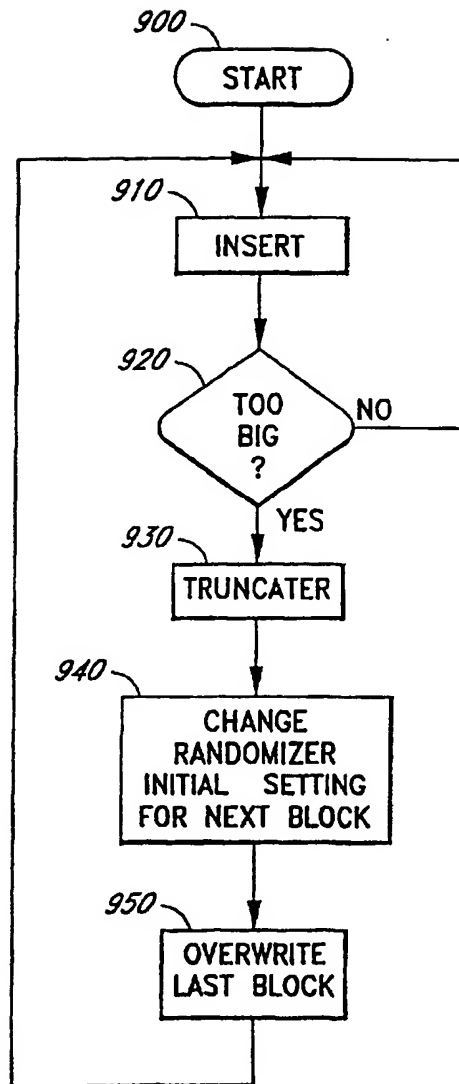 900
START
910
INSERT
920
TOO
BIG
?
NO
YES
930
TRUNCATER
940
CHANGE
RANDOMIZER
INITIAL SETTING
FOR NEXT BLOCK
950
OVERWRITE
LAST BLOCK